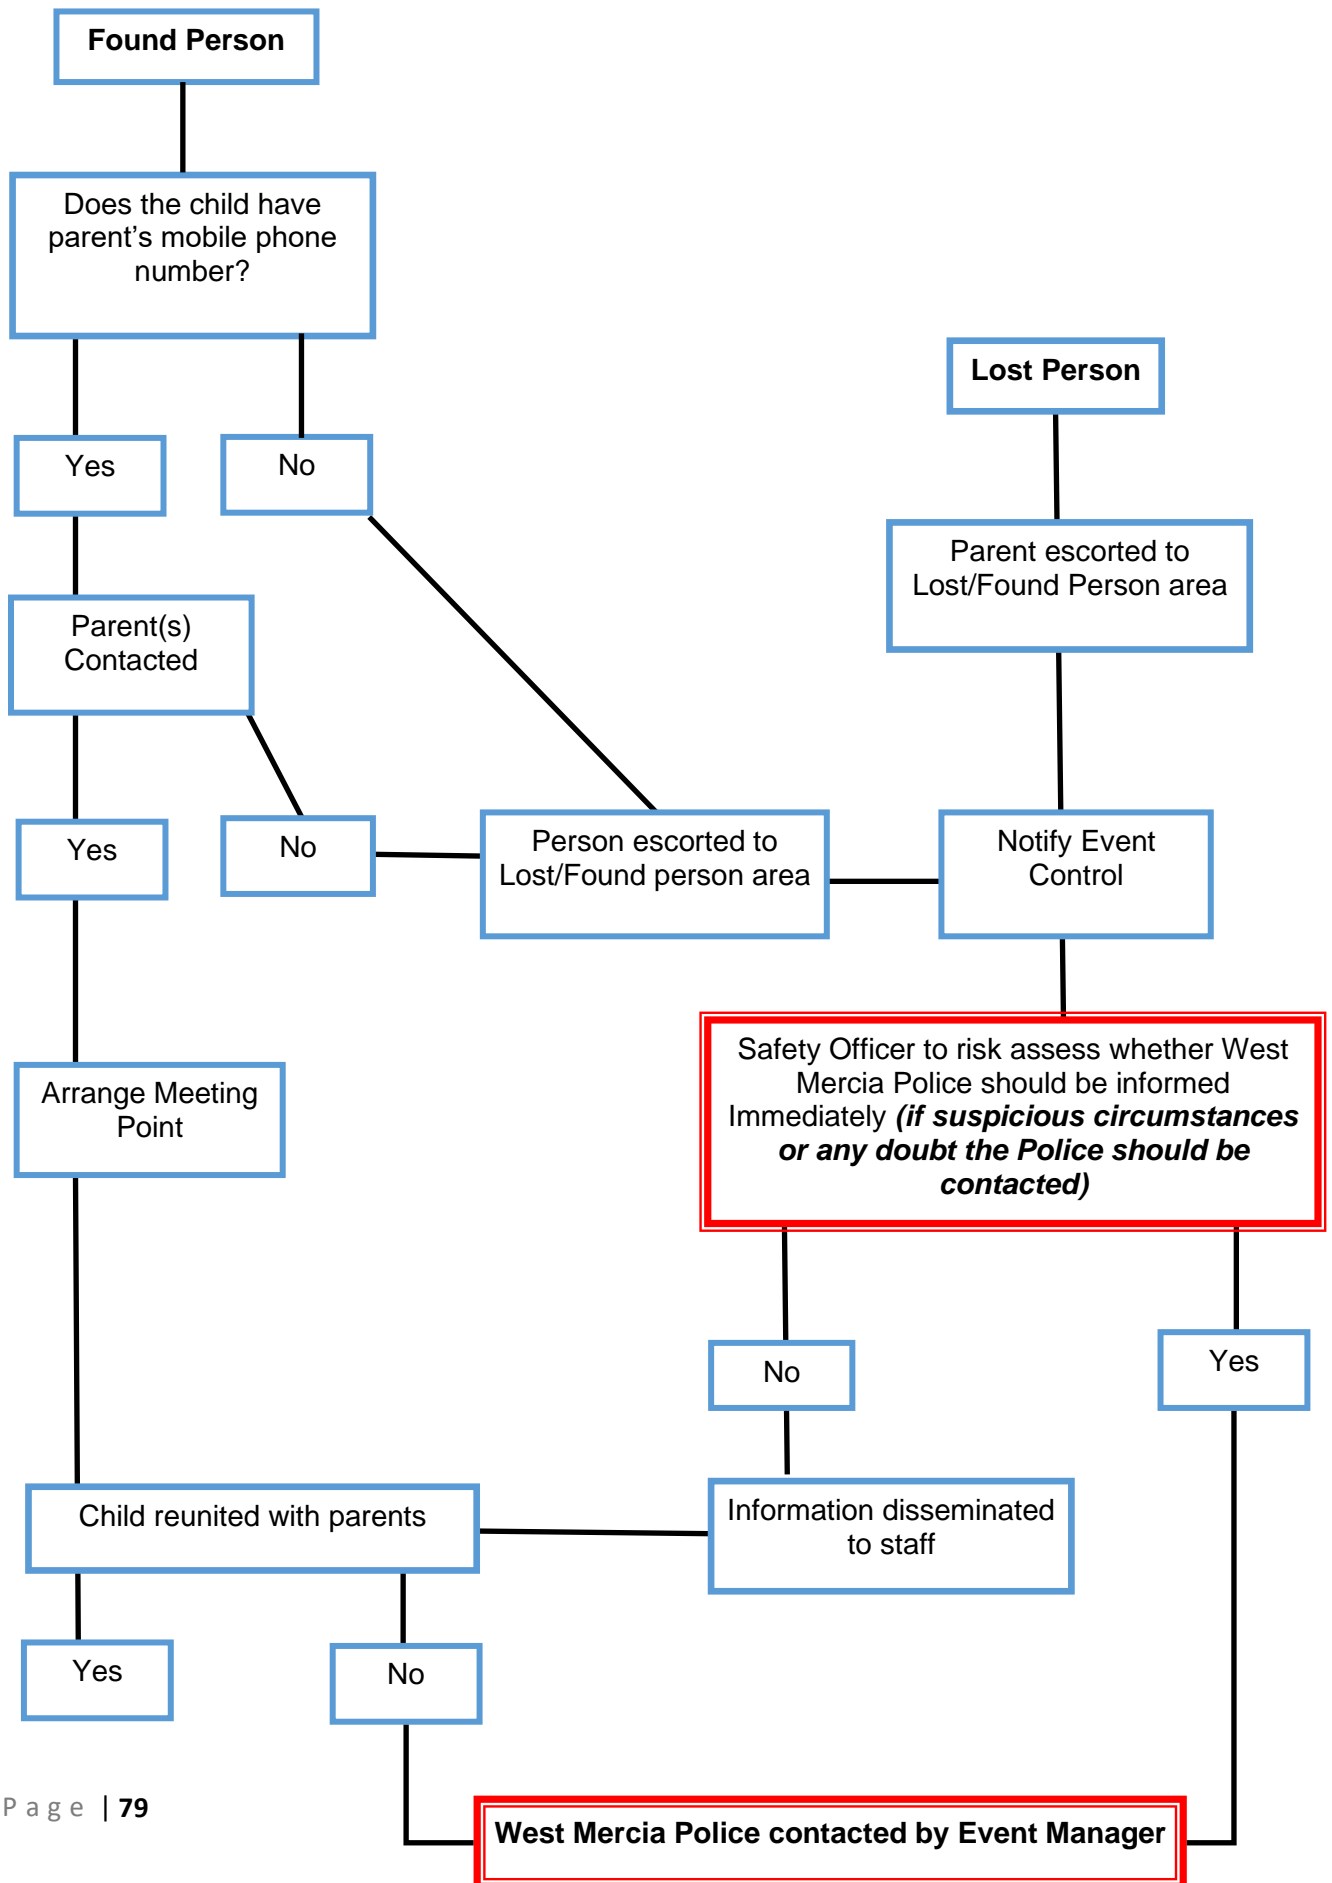 Found Person
Does the child have
parent’s mobile phone
number?
Lost Person
Yes
No
Parent escorted to
Lost/Found Person area
Parent(s)
Contacted
Yes
No
Person escorted to
Lost/Found person area
Notify Event
Control
Safety Officer to risk assess whether West
Mercia Police should be informed
Immediately (if suspicious circumstances
or any doubt the Police should be
contacted)
Arrange Meeting
Point
No
Yes
Child reunited with parents
Information disseminated
to staff
Yes
No
West Mercia Police contacted by Event Manager
Page | 79